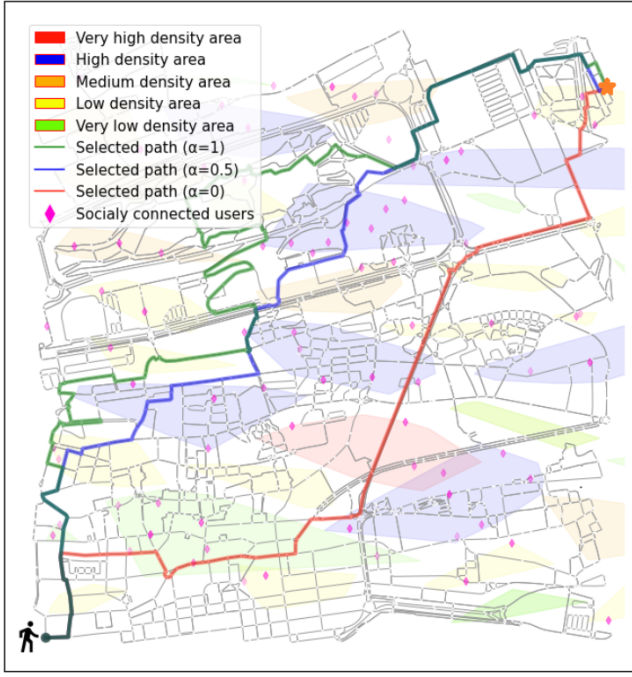 Very high density area
High density area
Medium density area
Low density area
Very low density area
Selected path (α=1)
Selected path (α=0.5)
Selected path (α=0)
Socialy connected users